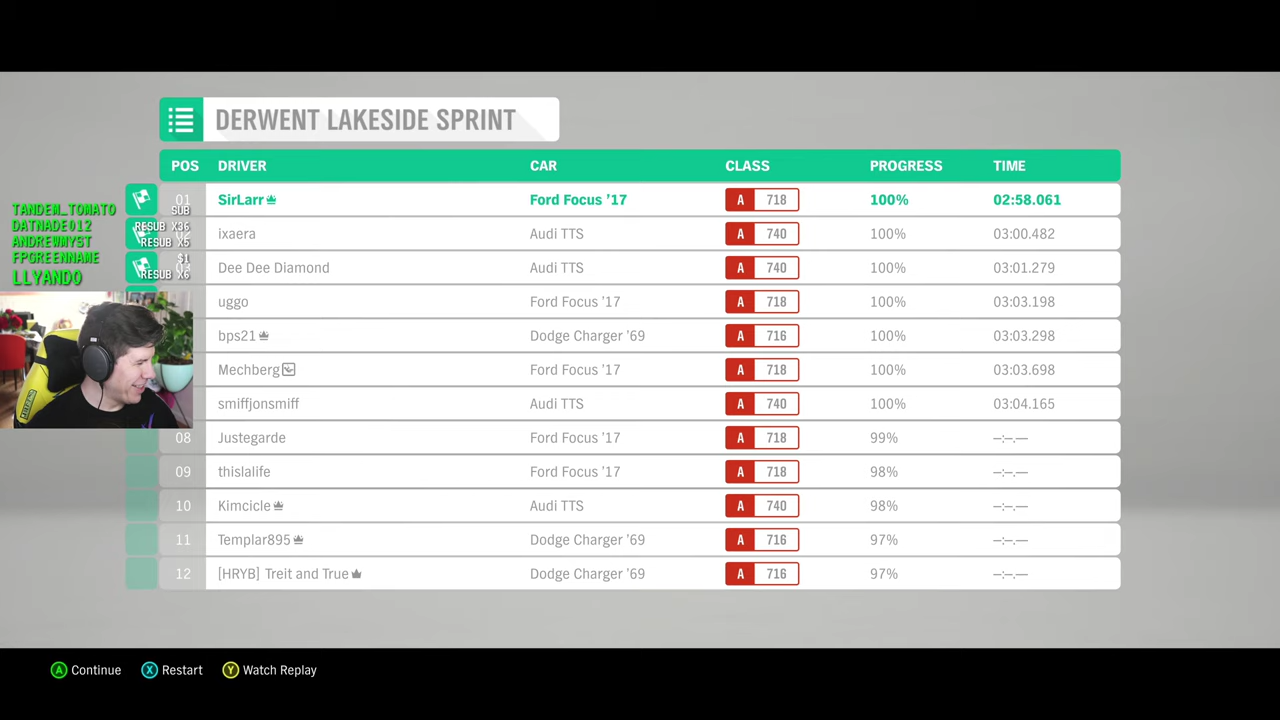 DERWENT LAKESIDE SPRINT
POS DRIVER CAR CLASS PROGRESS TIME
01 SirLarr Ford Focus '17 A 718 100% 02:58.061
02 ixaera Audi TTS A 740 100% 03:00.482
03 Dee Dee Diamond Audi TTS A 740 100% 03:01.279
uggo Ford Focus '17 A 718 100% 03:03.198
bps21 Dodge Charger '69 A 716 100% 03:03.298
Mechberg Ford Focus '17 A 718 100% 03:03.698
smiffjonsmiff Audi TTS A 740 100% 03:04.165
08 Justegarde Ford Focus '17 A 718 99% --:--.---
09 thislalife Ford Focus '17 A 718 98% --:--.---
10 Kimcicle Audi TTS A 740 98% --:--.---
11 Templar895 Dodge Charger '69 A 716 97% --:--.---
12 [HRYB] Treit and True Dodge Charger '69 A 716 97% --:--.---
TANDEM_TOMATO SUB
DATNADE012 RESUB X36
ANDREWMYST RESUB X5
FPGREENNAME $1
LLYANDO RESUB X6
A Continue X Restart Y Watch Replay